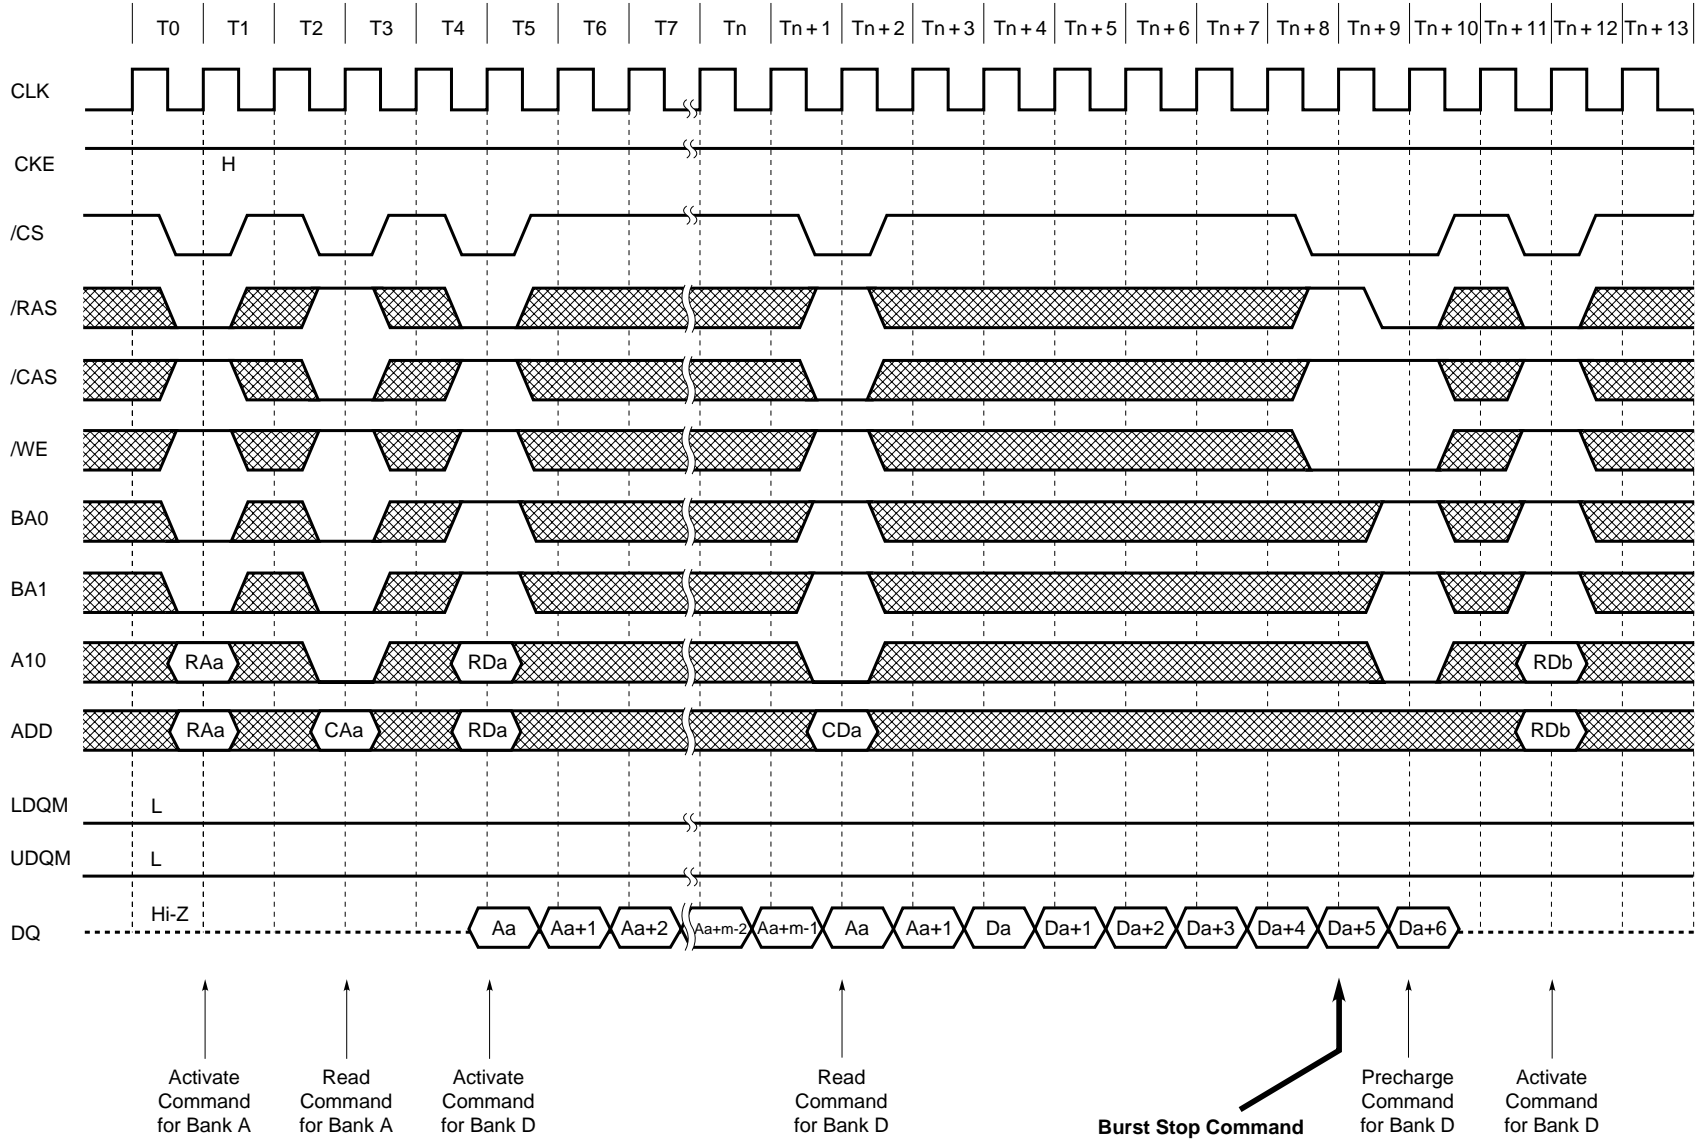 T0 T1 T2 T3 T4 T5 T6 T7 Tn Tn + 1 Tn + 2 Tn + 3 Tn + 4 Tn + 5 Tn + 6 Tn + 7 Tn + 8 Tn + 9 Tn + 10 Tn + 11 Tn + 12 Tn + 13
CLK
CKE H
/CS
/RAS
/CAS
/WE
BA0
BA1
A10 RAa RDa RDb
ADD RAa CAa RDa CDa RDb
LDQM L
UDQM L
DQ Hi-Z Aa Aa+1 Aa+2 Aa+m-2 Aa+m-1 Aa Aa+1 Da Da+1 Da+2 Da+3 Da+4 Da+5 Da+6
Activate
Command
for Bank A
Read
Command
for Bank A
Activate
Command
for Bank D
Read
Command
for Bank D
Burst Stop Command
Precharge
Command
for Bank D
Activate
Command
for Bank D